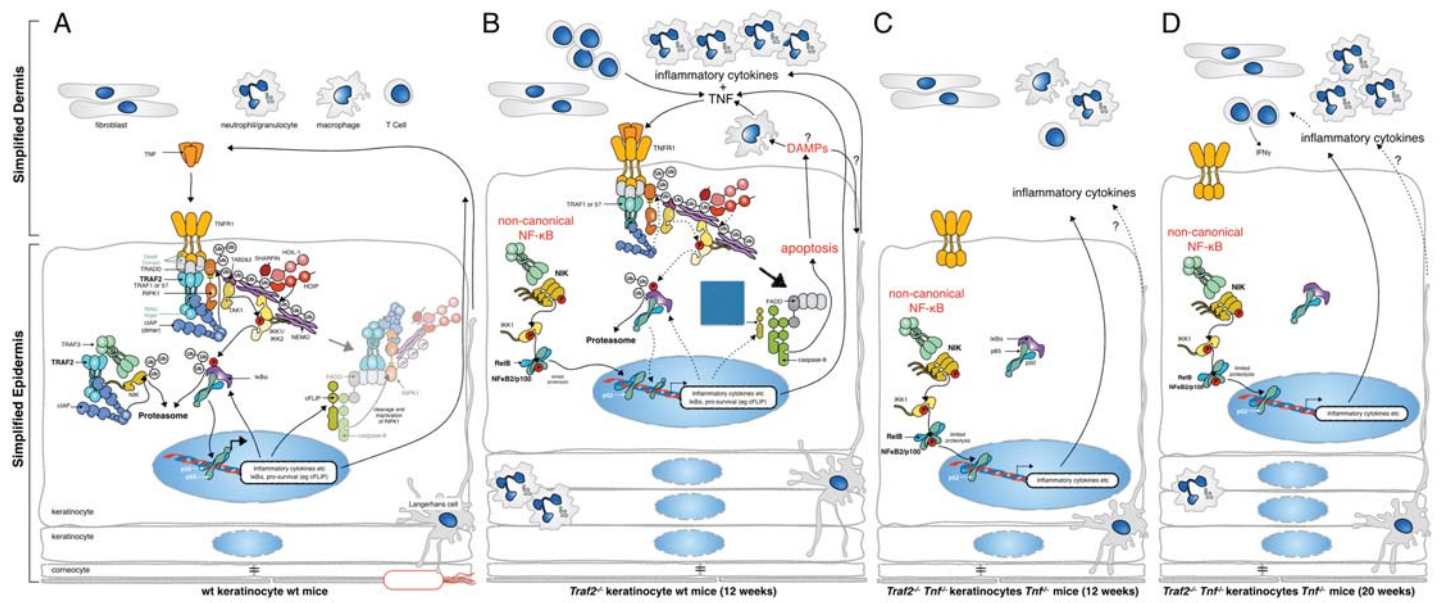 A
B
C
D
Simplified Dermis
Simplified Epidermis
fibroblast
neutrophil/granulocyte
macrophage
T Cell
TNF
TNFR1
TRADD
TRAF2
TRAF1 or 5?
RIPK1
cIAP
(dimer)
Ub
TAB2&3
SHARPIN
HOIL-1
HOIP
TAK1
IKK1/
IKK2
NEMO
TRAF3
TRAF2
NIK
cIAP
Proteasome
IκBα
FADD
cFLIP
RIPK1
cleavage and
inactivation
of RIPK1
caspase-8
p50
p65
Inflammatory cytokines etc
IκBα, pro-survival (eg cFLIP)
Langerhans cell
keratinocyte
keratinocyte
corneocyte
wt keratinocyte wt mice
inflammatory cytokines
+
TNF
TNFR1
TRAF1 or 5?
?
DAMPs
?
non-canonical
NF-κB
apoptosis
NIK
IKK1
RelB
NFκB2/p100
limited
proteolysis
Proteasome
FADD
caspase-8
p52
Inflammatory cytokines etc
IκBα, pro-survival (eg cFLIP)
Traf2-/- keratinocyte wt mice (12 weeks)
inflammatory cytokines
?
non-canonical
NF-κB
NIK
IKK1
RelB
NFκB2/p100
limited
proteolysis
IκBα
p65
p50
p52
Inflammatory cytokines etc
Traf2-/- Tnf-/- keratinocytes Tnf-/- mice (12 weeks)
IFNγ
inflammatory cytokines
?
non-canonical
NF-κB
NIK
IKK1
RelB
NFκB2/p100
limited
proteolysis
p52
Inflammatory cytokines etc
Traf2-/- Tnf-/- keratinocytes Tnf-/- mice (20 weeks)